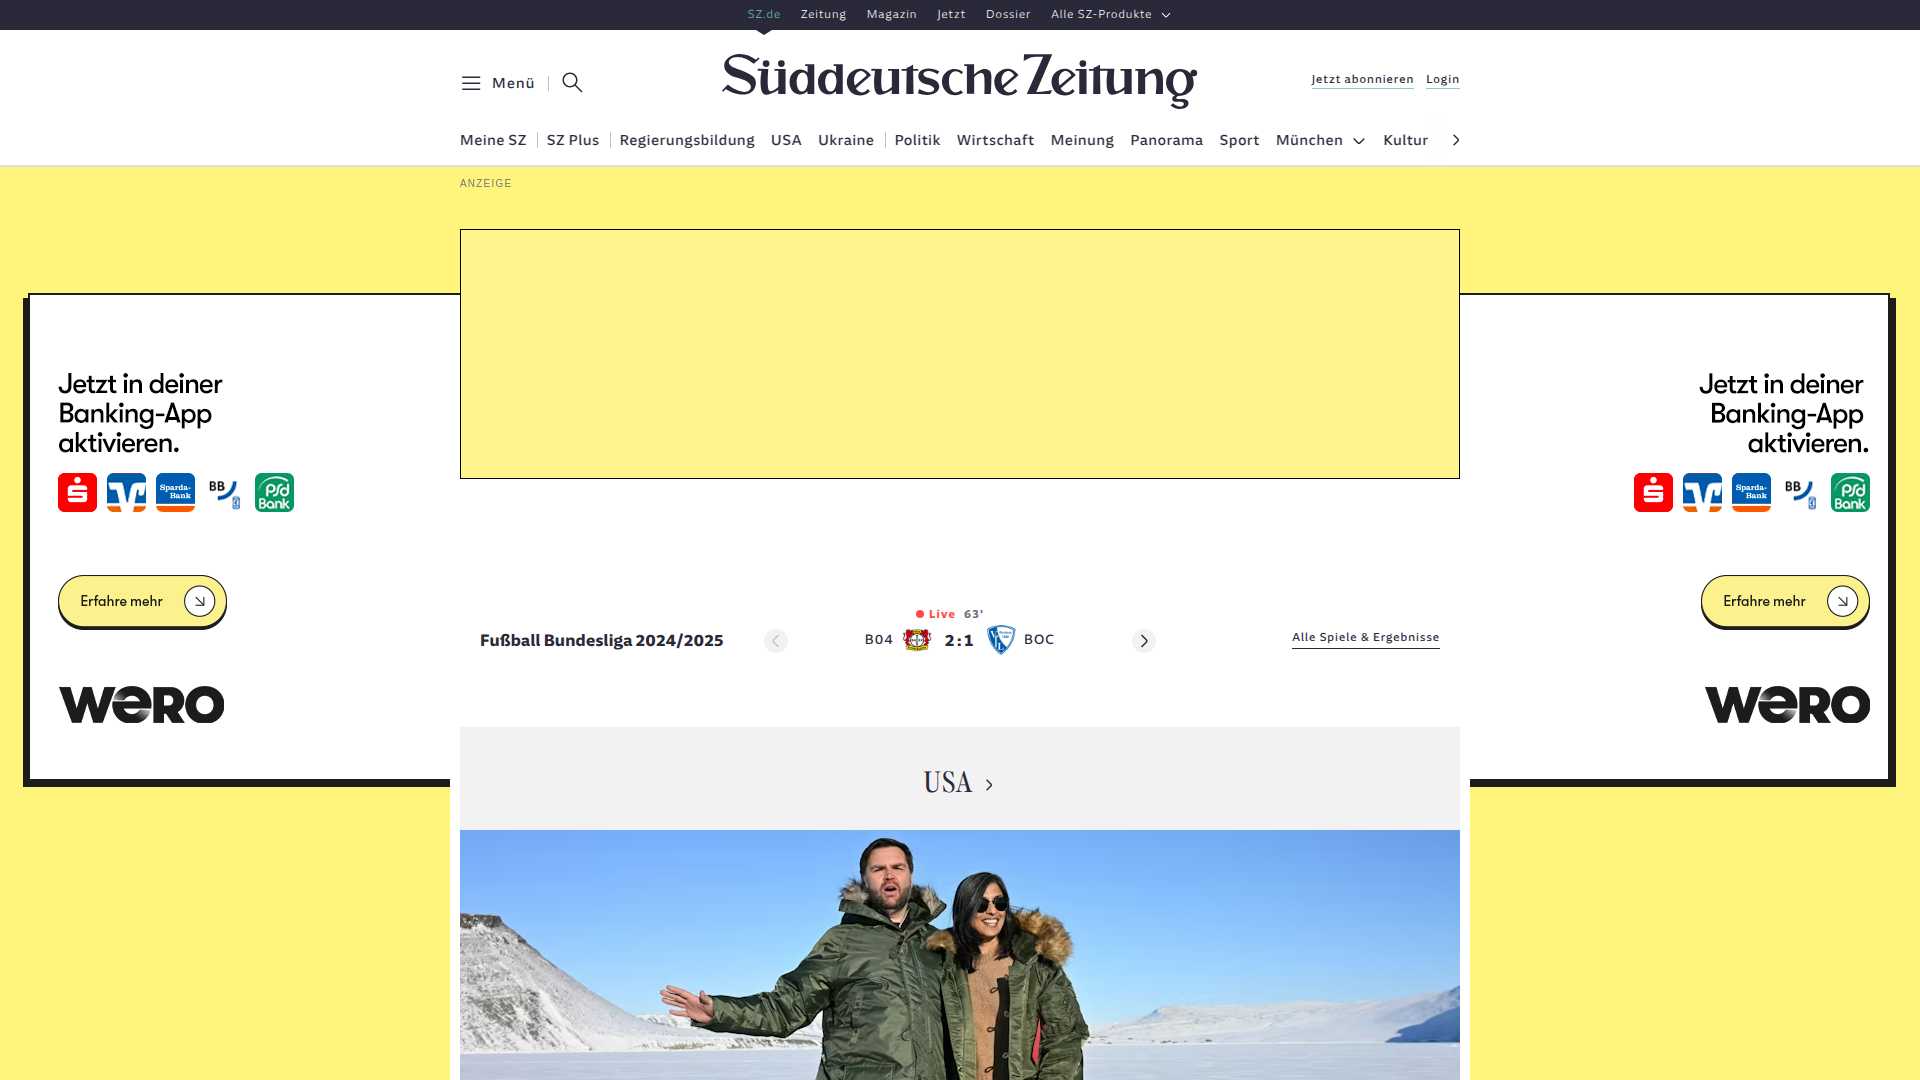 SZ.de Zeitung Magazin Jetzt Dossier Alle SZ-Produkte
Menü
Süddeutsche Zeitung
Jetzt abonnieren Login
Meine SZ SZ Plus Regierungsbildung USA Ukraine Politik Wirtschaft Meinung Panorama Sport München Kultur
ANZEIGE
Jetzt in deiner
Banking-App
aktivieren.
S
Sparda-
Bank
BB
psd
Bank
Erfahre mehr
wero
Jetzt in deiner
Banking-App
aktivieren.
S
Sparda-
Bank
BB
psd
Bank
Erfahre mehr
wero
Live 63'
Fußball Bundesliga 2024/2025
B04 2:1 BOC
Alle Spiele & Ergebnisse
USA